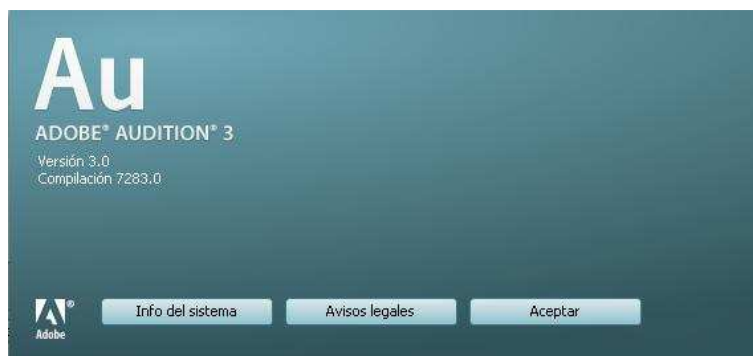 Au
ADOBE® AUDITION® 3
Versión 3.0
Compilación 7283.0
Adobe®
Info del sistema
Avisos legales
Aceptar